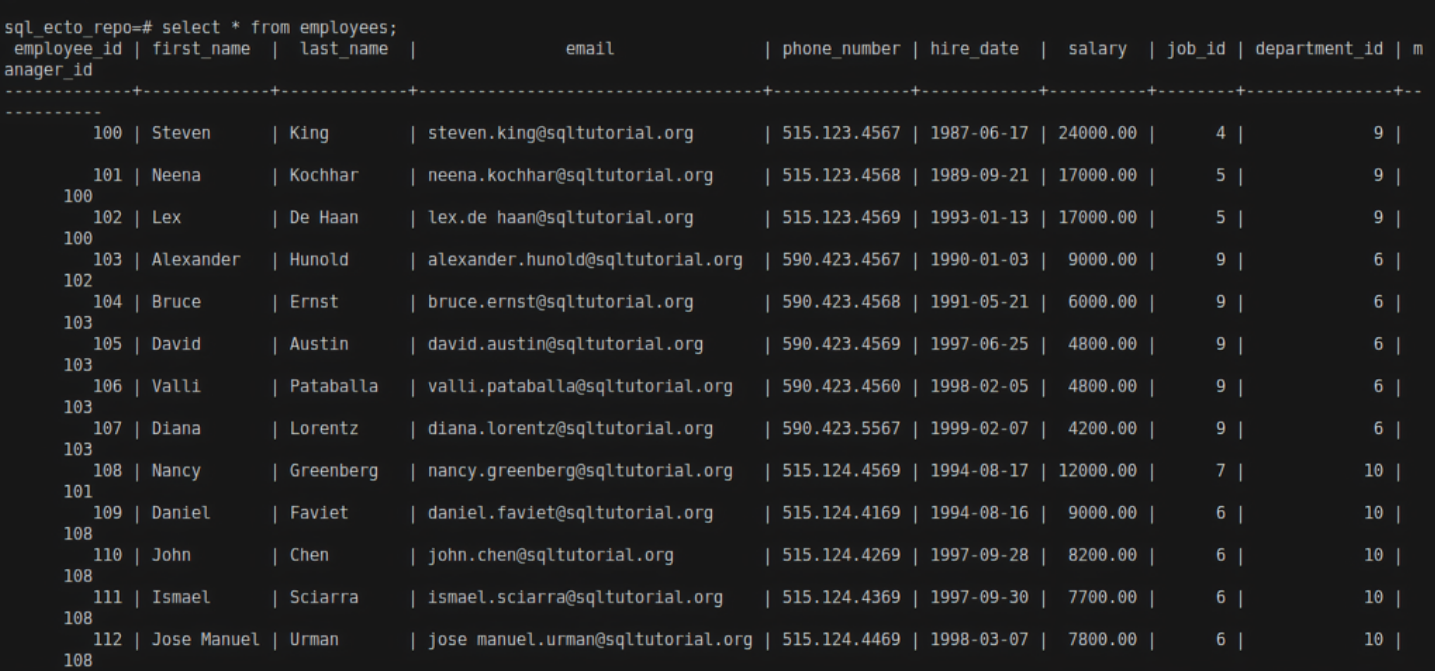 sql_ecto_repo=# select * from employees;
 employee_id | first_name  |  last_name  |               email               | phone_number | hire_date  |  salary  | job_id | department_id | m
anager_id
-------------+-------------+-------------+-----------------------------------+--------------+------------+----------+--------+---------------+--
----------
         100 | Steven      | King        | steven.king@sqltutorial.org       | 515.123.4567 | 1987-06-17 | 24000.00 |      4 |             9 |
         101 | Neena       | Kochhar     | neena.kochhar@sqltutorial.org     | 515.123.4568 | 1989-09-21 | 17000.00 |      5 |             9 |
      100
         102 | Lex         | De Haan     | lex.de haan@sqltutorial.org       | 515.123.4569 | 1993-01-13 | 17000.00 |      5 |             9 |
      100
         103 | Alexander   | Hunold      | alexander.hunold@sqltutorial.org  | 590.423.4567 | 1990-01-03 |  9000.00 |      9 |             6 |
      102
         104 | Bruce       | Ernst       | bruce.ernst@sqltutorial.org       | 590.423.4568 | 1991-05-21 |  6000.00 |      9 |             6 |
      103
         105 | David       | Austin      | david.austin@sqltutorial.org      | 590.423.4569 | 1997-06-25 |  4800.00 |      9 |             6 |
      103
         106 | Valli       | Pataballa   | valli.pataballa@sqltutorial.org   | 590.423.4560 | 1998-02-05 |  4800.00 |      9 |             6 |
      103
         107 | Diana       | Lorentz     | diana.lorentz@sqltutorial.org     | 590.423.5567 | 1999-02-07 |  4200.00 |      9 |             6 |
      103
         108 | Nancy       | Greenberg   | nancy.greenberg@sqltutorial.org   | 515.124.4569 | 1994-08-17 | 12000.00 |      7 |            10 |
      101
         109 | Daniel      | Faviet      | daniel.faviet@sqltutorial.org     | 515.124.4169 | 1994-08-16 |  9000.00 |      6 |            10 |
      108
         110 | John        | Chen        | john.chen@sqltutorial.org         | 515.124.4269 | 1997-09-28 |  8200.00 |      6 |            10 |
      108
         111 | Ismael      | Sciarra     | ismael.sciarra@sqltutorial.org    | 515.124.4369 | 1997-09-30 |  7700.00 |      6 |            10 |
      108
         112 | Jose Manuel | Urman       | jose manuel.urman@sqltutorial.org | 515.124.4469 | 1998-03-07 |  7800.00 |      6 |            10 |
      108